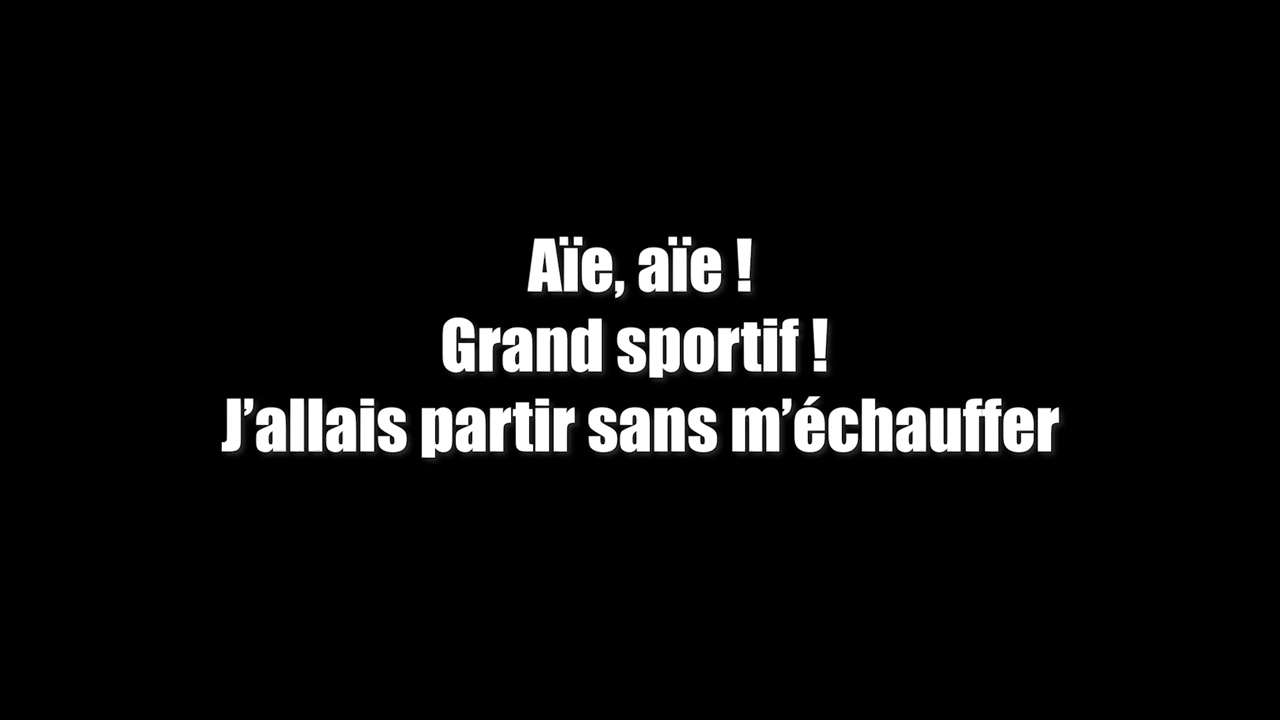 Aïe, aïe !
Grand sportif !
J’allais partir sans m’échauffer